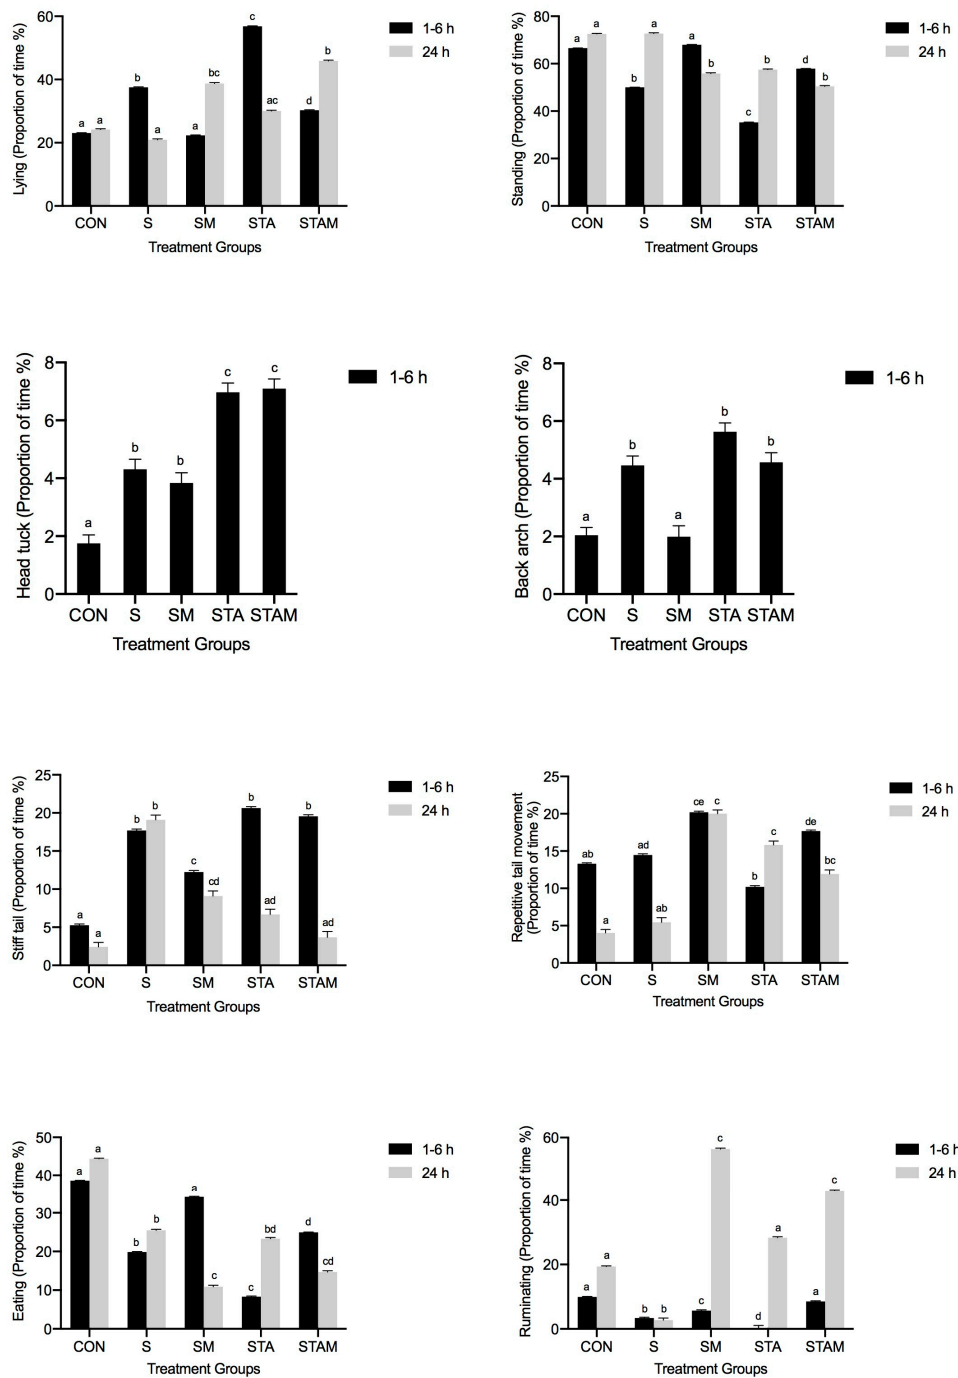 Lying (Proportion of time %)
60
40
20
0
a a b a a bc c ac d b
CON S SM STA STAM
Treatment Groups
1-6 h
24 h
Standing (Proportion of time %)
80
60
40
20
0
a a b a a b c b d b
CON S SM STA STAM
Treatment Groups
1-6 h
24 h
Head tuck (Proportion of time %)
8
6
4
2
0
a b b c c
CON S SM STA STAM
Treatment Groups
1-6 h
Back arch (Proportion of time %)
8
6
4
2
0
a b a b b
CON S SM STA STAM
Treatment Groups
1-6 h
Stiff tail (Proportion of time %)
25
20
15
10
5
0
a a b b c cd b ad b ad
CON S SM STA STAM
Treatment Groups
1-6 h
24 h
Repetitive tail movement
(Proportion of time %)
25
20
15
10
5
0
ab a ad ab ce c b c de bc
CON S SM STA STAM
Treatment Groups
1-6 h
24 h
Eating (Proportion of time %)
50
40
30
20
10
0
a a b b a c c bd d cd
CON S SM STA STAM
Treatment Groups
1-6 h
24 h
Ruminating (Proportion of time %)
60
40
20
0
a a b b c c d a a c
CON S SM STA STAM
Treatment Groups
1-6 h
24 h